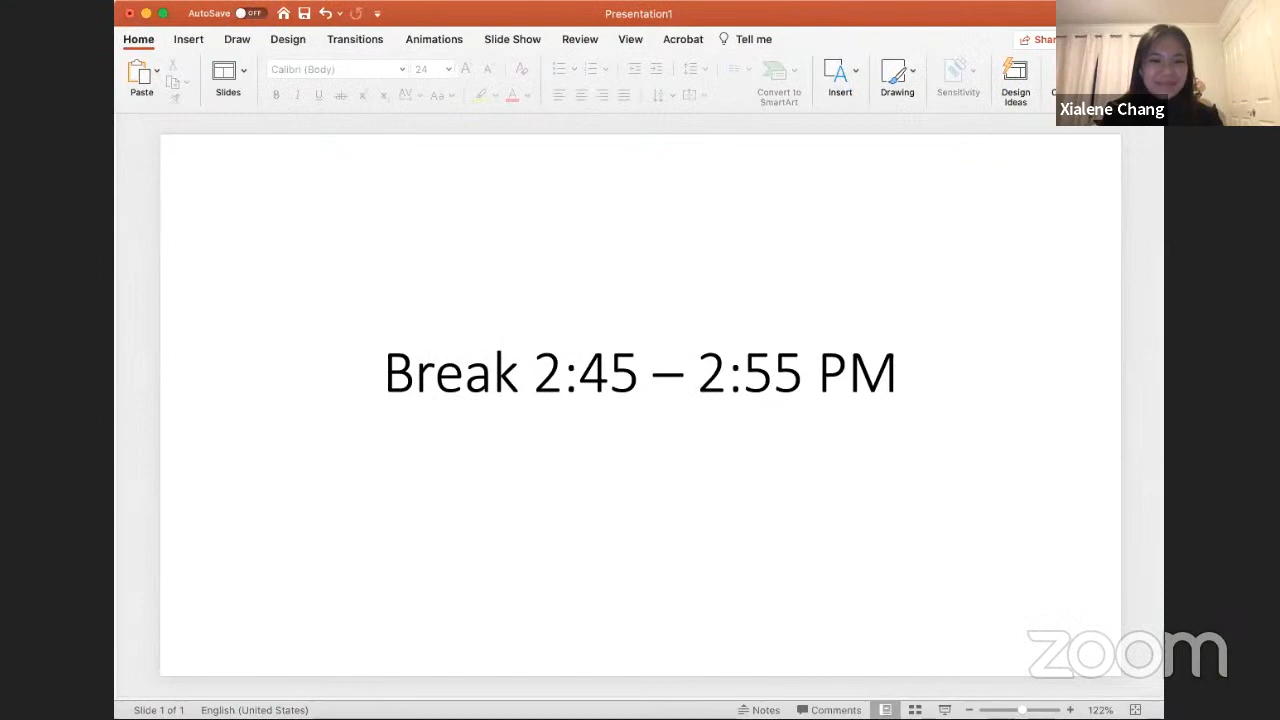 AutoSave OFF
Presentation1
Home Insert Draw Design Transitions Animations Slide Show Review View Acrobat Tell me
Calibri (Body) 24
Paste Slides Convert to SmartArt Insert Drawing Sensitivity Design Ideas
Xialene Chang
Break 2:45 – 2:55 PM
zoom
Slide 1 of 1 English (United States) Notes Comments 122%